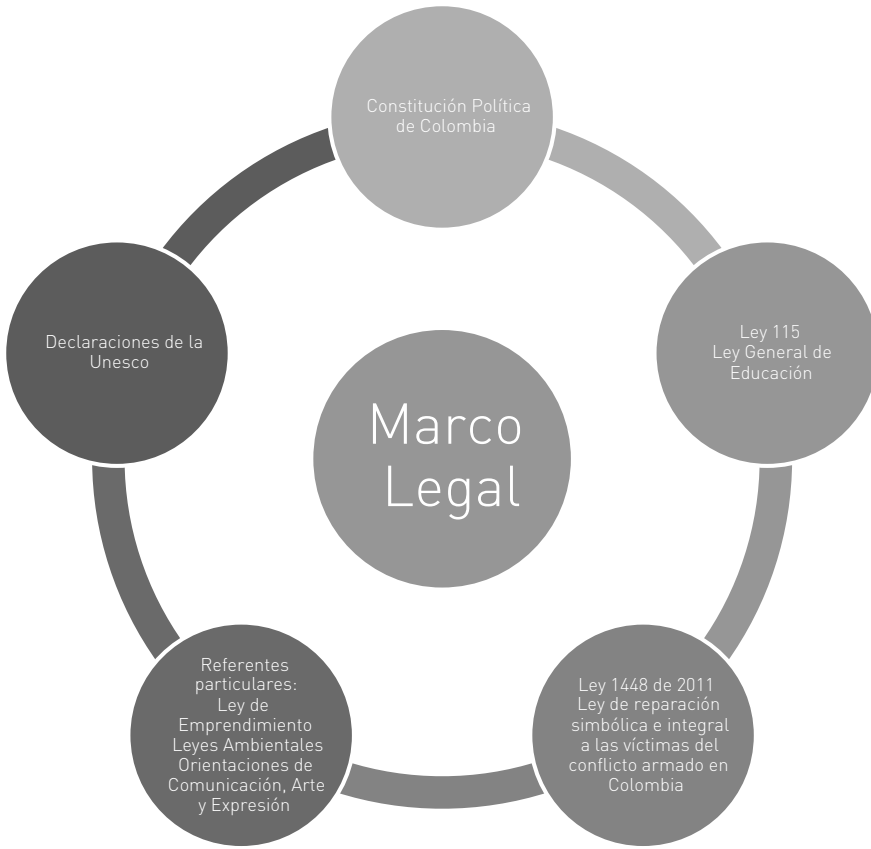 Constitución Política
de Colombia
Ley 115
Ley General de
Educación
Ley 1448 de 2011
Ley de reparación
simbólica e integral
a las víctimas del
conflicto armado en
Colombia
Referentes
particulares:
Ley de
Emprendimiento
Leyes Ambientales
Orientaciones de
Comunicación, Arte
y Expresión
Declaraciones de la
Unesco
Marco
Legal